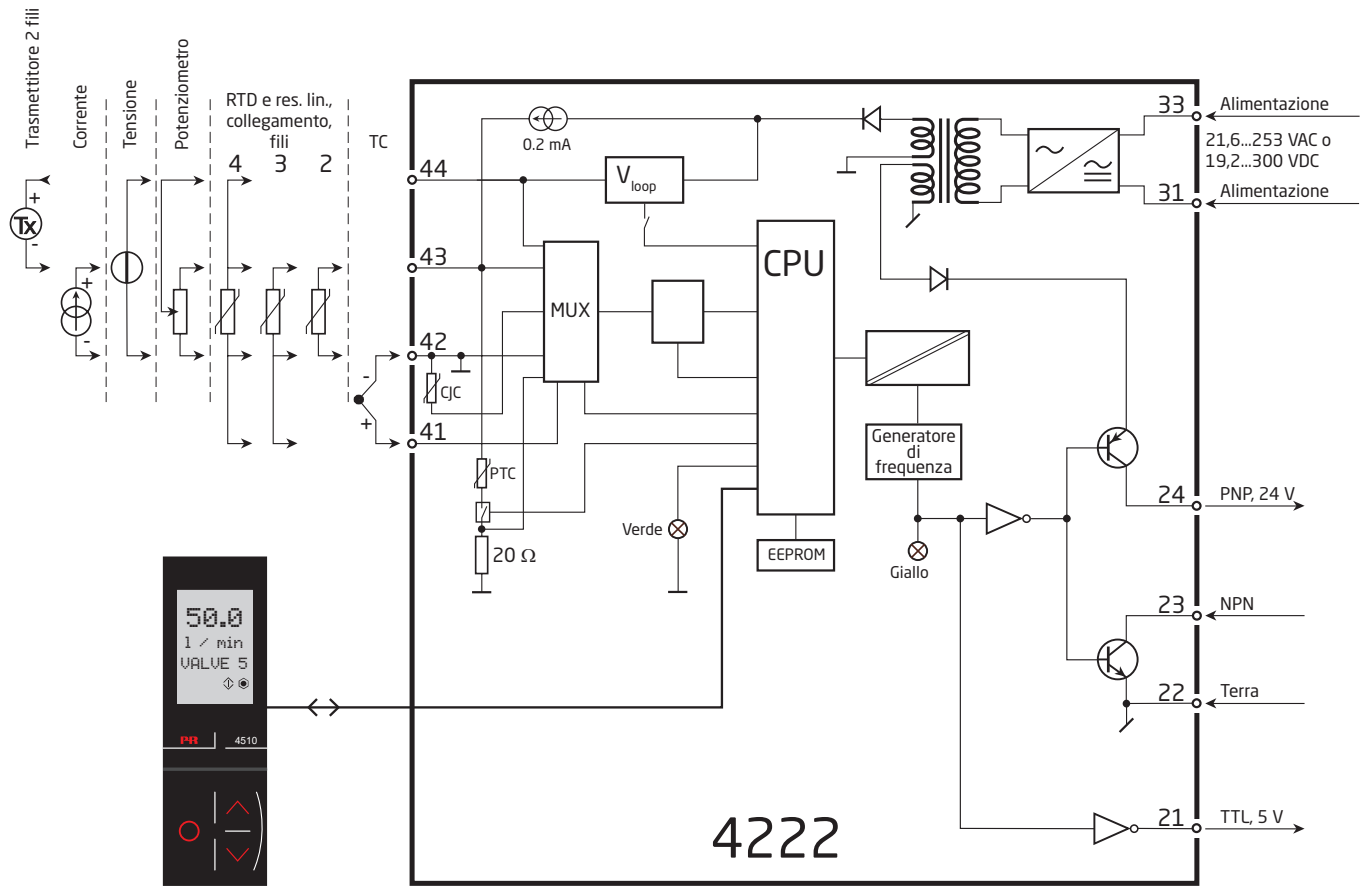 Trasmettitore 2 fili
Corrente
Tensione
Potenziometro
RTD e res. lin.,
collegamento,
fili
4 3 2
TC
+
Tx
-
+
-
-
+
44
43
42
41
0.2 mA
V loop
CPU
MUX
CJC
PTC
20 Ω
Verde
EEPROM
Generatore
di
frequenza
Giallo
33
Alimentazione
21,6...253 VAC o
19,2...300 VDC
31
Alimentazione
24
PNP, 24 V
23
NPN
22
Terra
21
TTL, 5 V
4222
50.0
l / min
VALVE 5
PR
4510